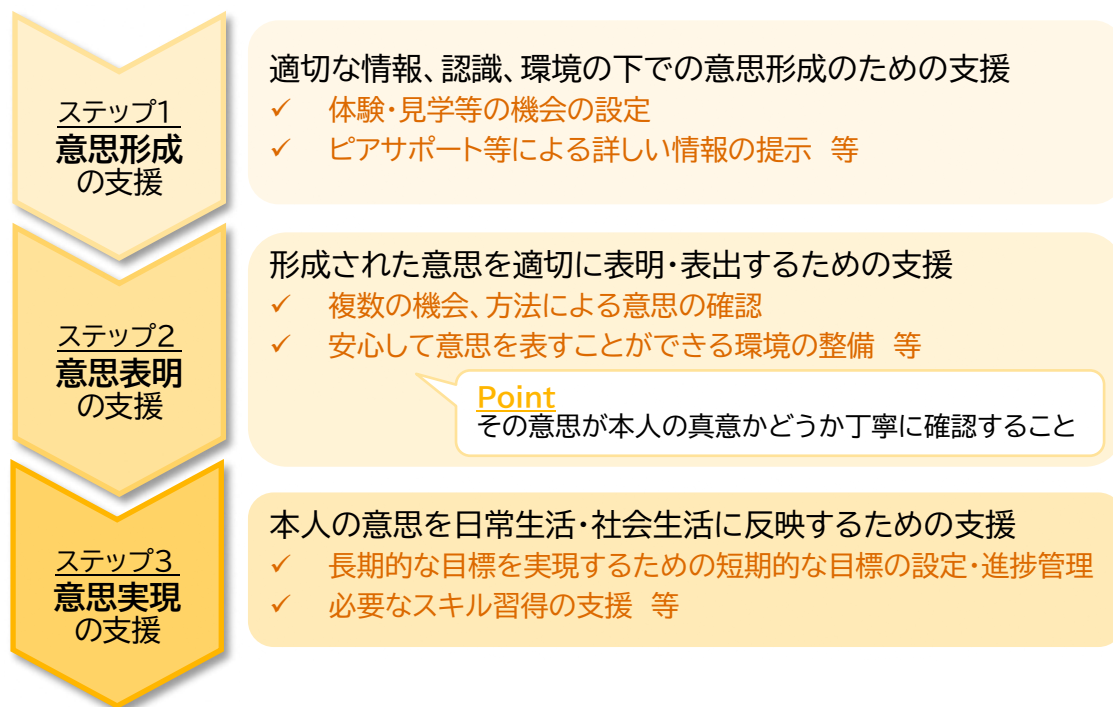 ステップ1
意思形成
の支援
適切な情報、認識、環境の下での意思形成のための支援
✓ 体験・見学等の機会の設定
✓ ピアサポート等による詳しい情報の提示 等
ステップ2
意思表明
の支援
形成された意思を適切に表明・表出するための支援
✓ 複数の機会、方法による意思の確認
✓ 安心して意思を表すことができる環境の整備 等
Point
その意思が本人の真意かどうか丁寧に確認すること
ステップ3
意思実現
の支援
本人の意思を日常生活・社会生活に反映するための支援
✓ 長期的な目標を実現するための短期的な目標の設定・進捗管理
✓ 必要なスキル習得の支援 等